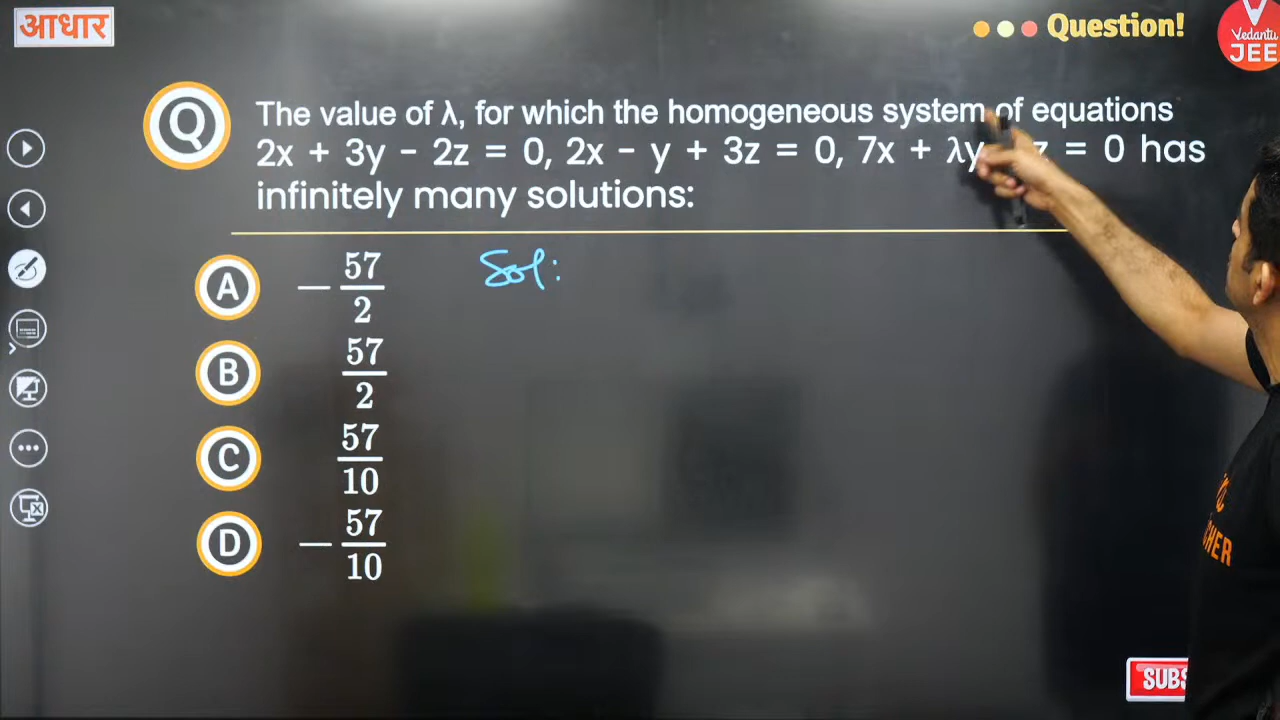 आधार
Question!
Vedantu
JEE
Q
The value of λ, for which the homogeneous system of equations
2x + 3y - 2z = 0, 2x - y + 3z = 0, 7x + λy z = 0 has
infinitely many solutions:
A - 57/2
Sol:
B 57/2
C 57/10
D - 57/10
SUBS